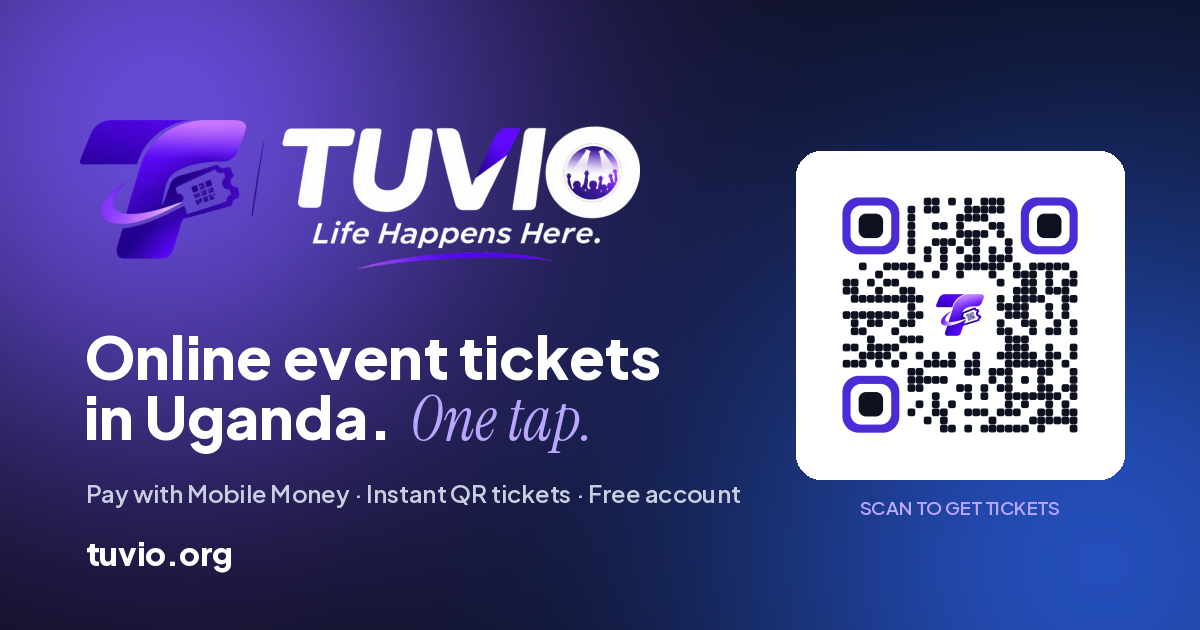 TUVIO
Life Happens Here.
Online event tickets
in Uganda. One tap.
Pay with Mobile Money · Instant QR tickets · Free account
tuvio.org
SCAN TO GET TICKETS